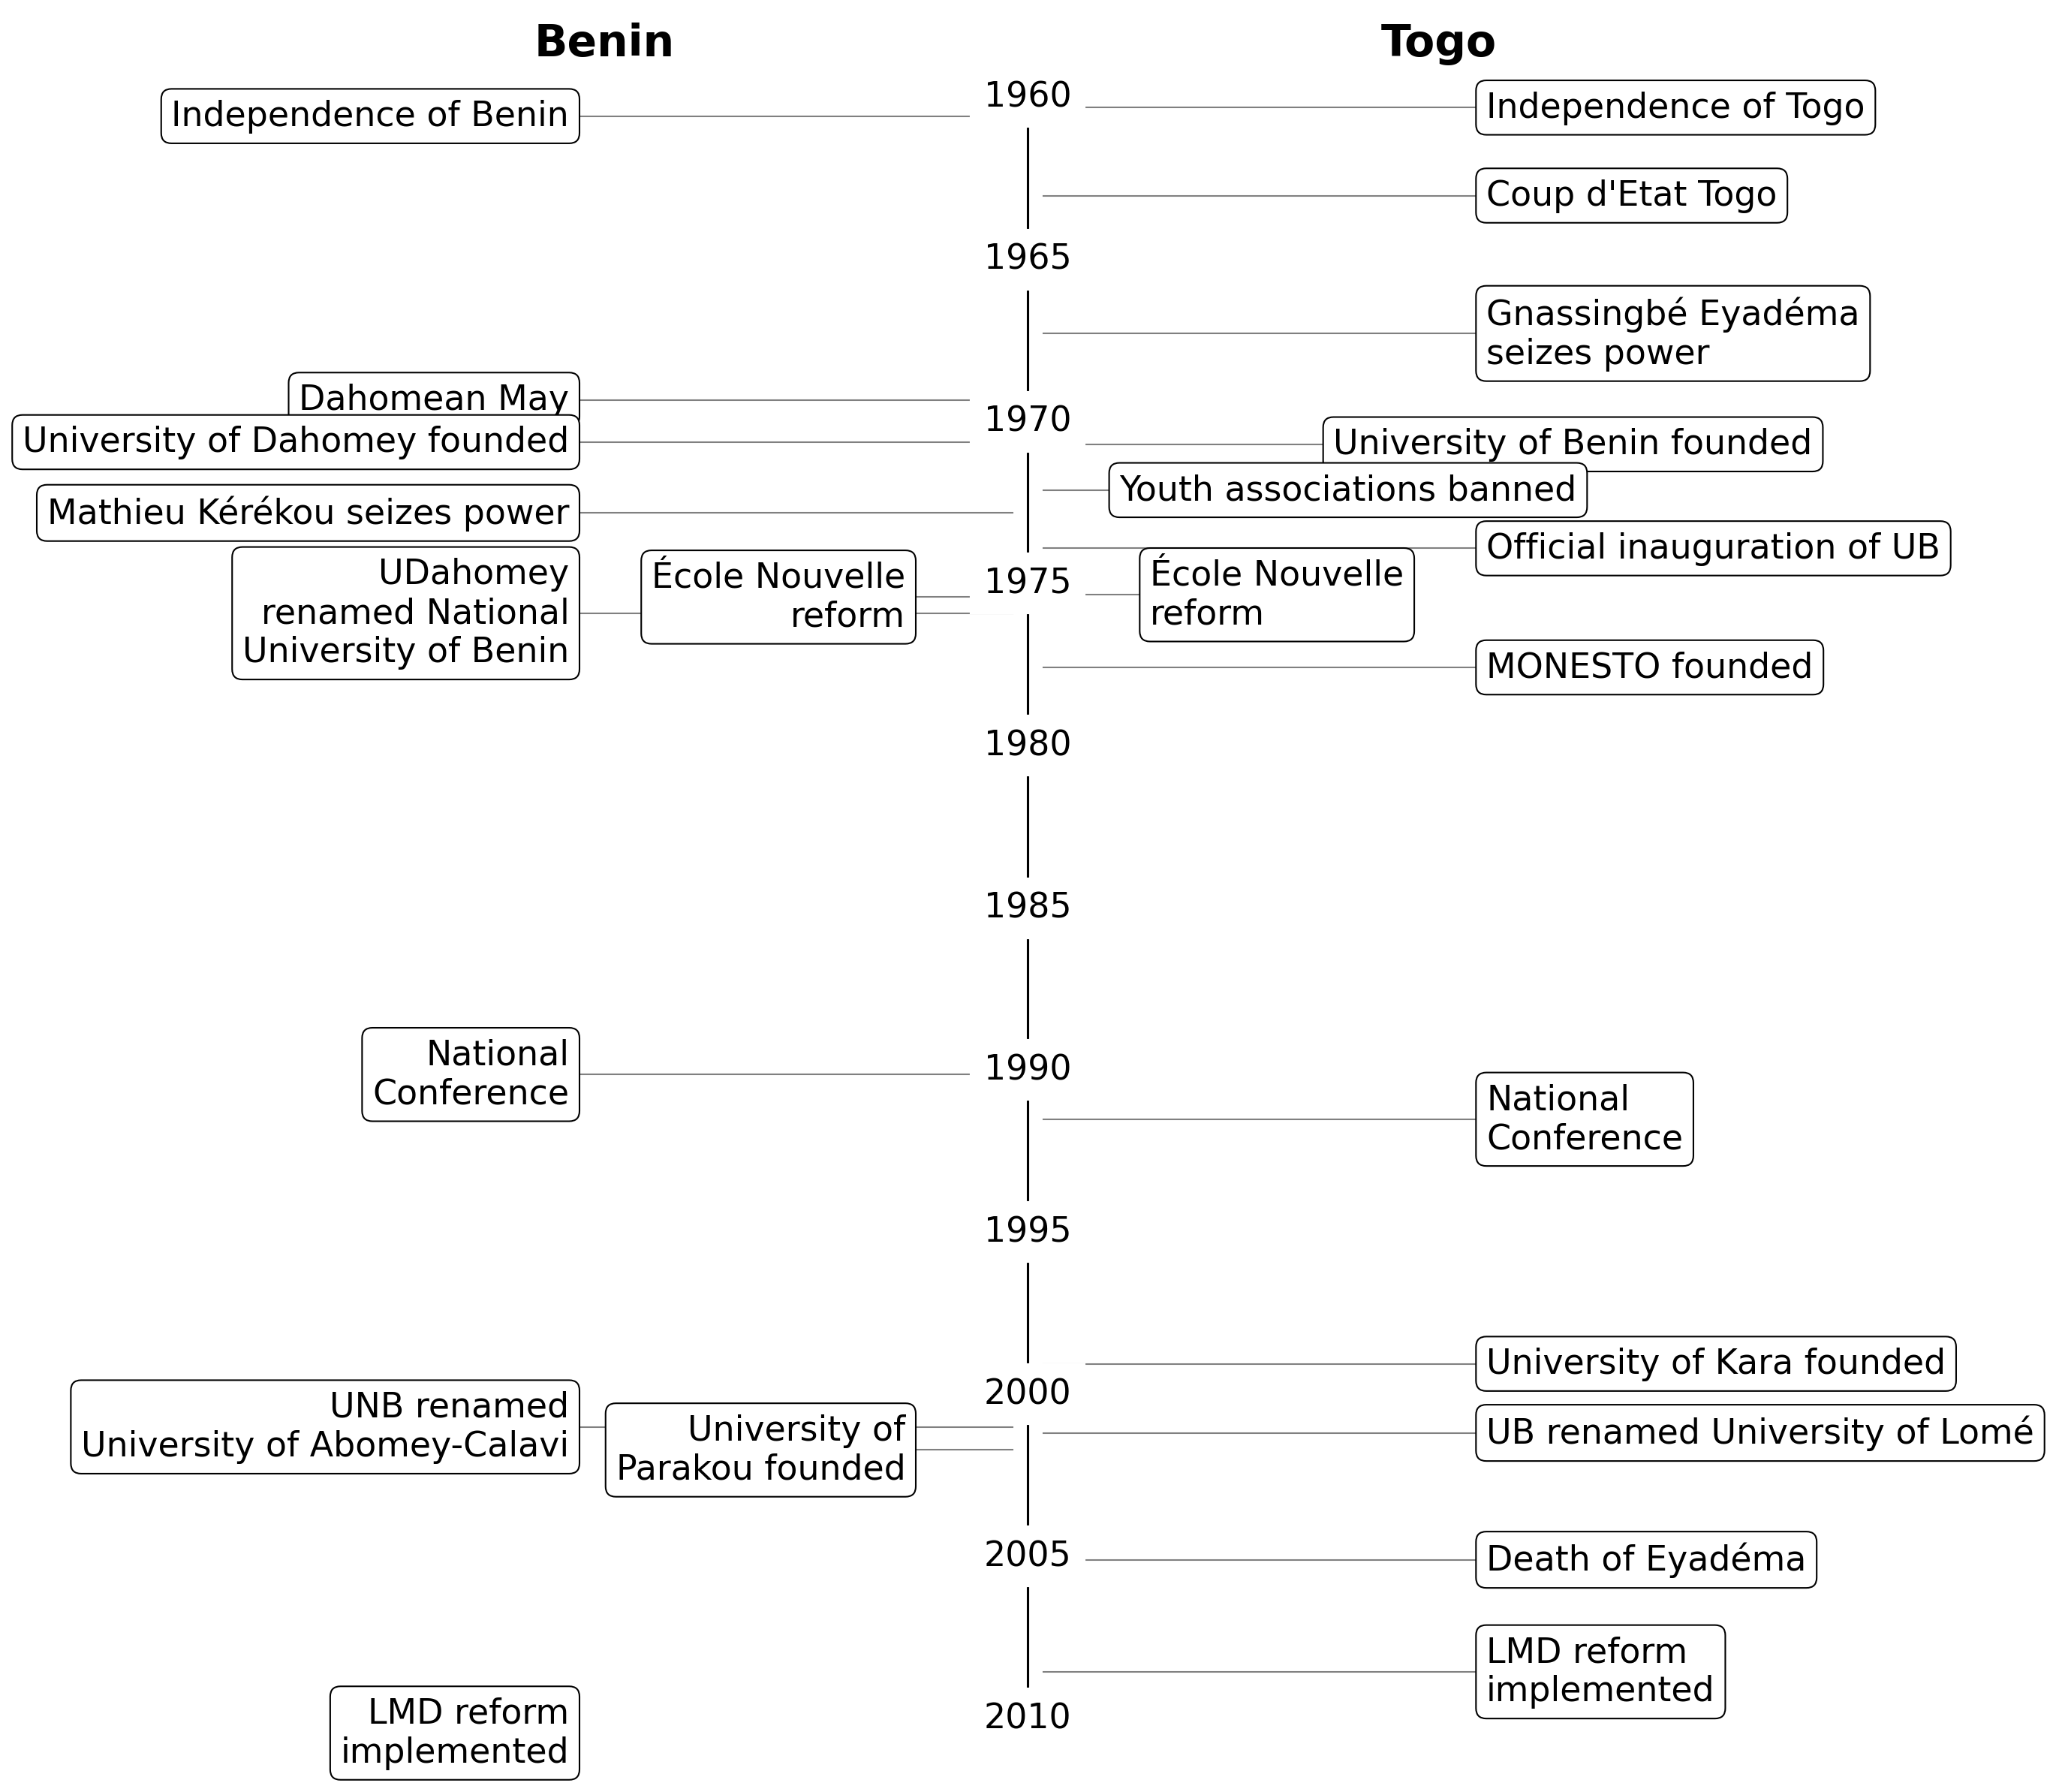 Benin
Togo
1960
Independence of Togo
Independence of Benin
Coup d'Etat Togo
1965
Gnassingbé Eyadéma
seizes power
Dahomean May
1970
University of Dahomey founded
University of Benin founded
Youth associations banned
Mathieu Kérékou seizes power
Official inauguration of UB
UDahomey
renamed National
University of Benin
École Nouvelle
reform
1975
École Nouvelle
reform
MONESTO founded
1980
1985
National
Conference
1990
National
Conference
1995
University of Kara founded
2000
UNB renamed
University of Abomey-Calavi
University of
Parakou founded
UB renamed University of Lomé
2005
Death of Eyadéma
LMD reform
implemented
LMD reform
implemented
2010